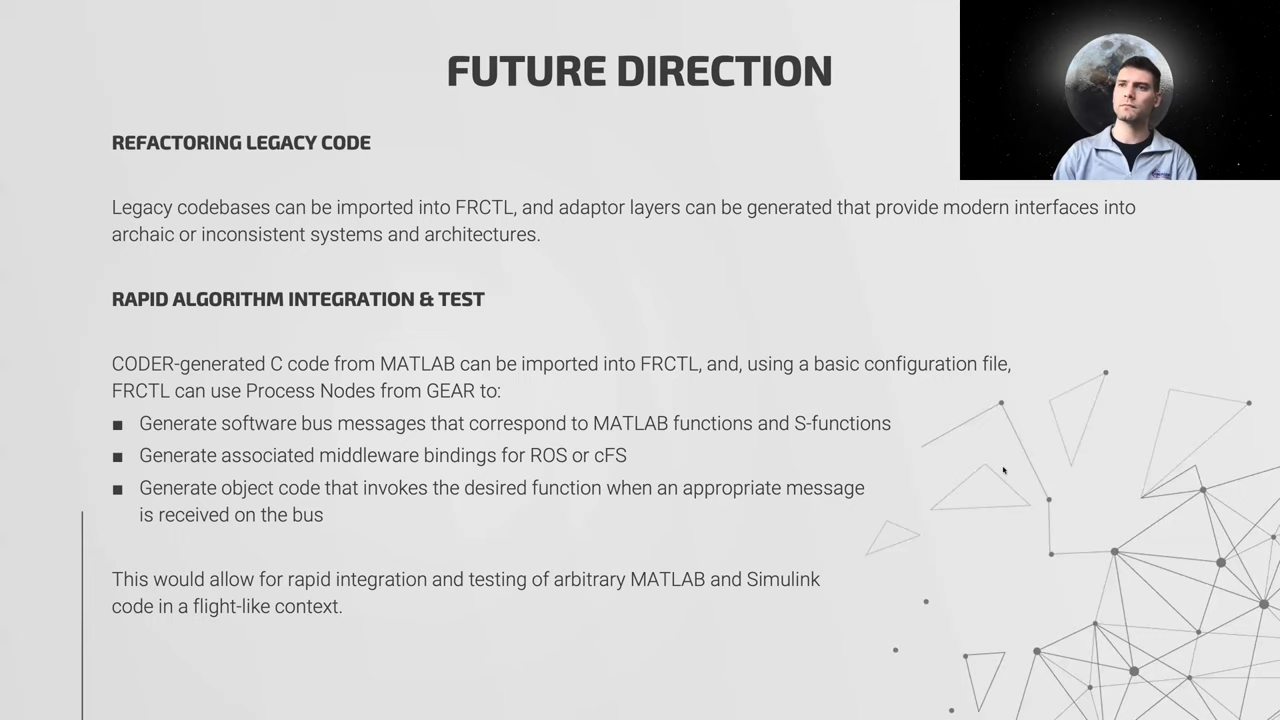 FUTURE DIRECTION
REFACTORING LEGACY CODE
Legacy codebases can be imported into FRCTL, and adaptor layers can be generated that provide modern interfaces into
archaic or inconsistent systems and architectures.
RAPID ALGORITHM INTEGRATION & TEST
CODER-generated C code from MATLAB can be imported into FRCTL, and, using a basic configuration file,
FRCTL can use Process Nodes from GEAR to:
■ Generate software bus messages that correspond to MATLAB functions and S-functions
■ Generate associated middleware bindings for ROS or cFS
■ Generate object code that invokes the desired function when an appropriate message
is received on the bus
This would allow for rapid integration and testing of arbitrary MATLAB and Simulink
code in a flight-like context.